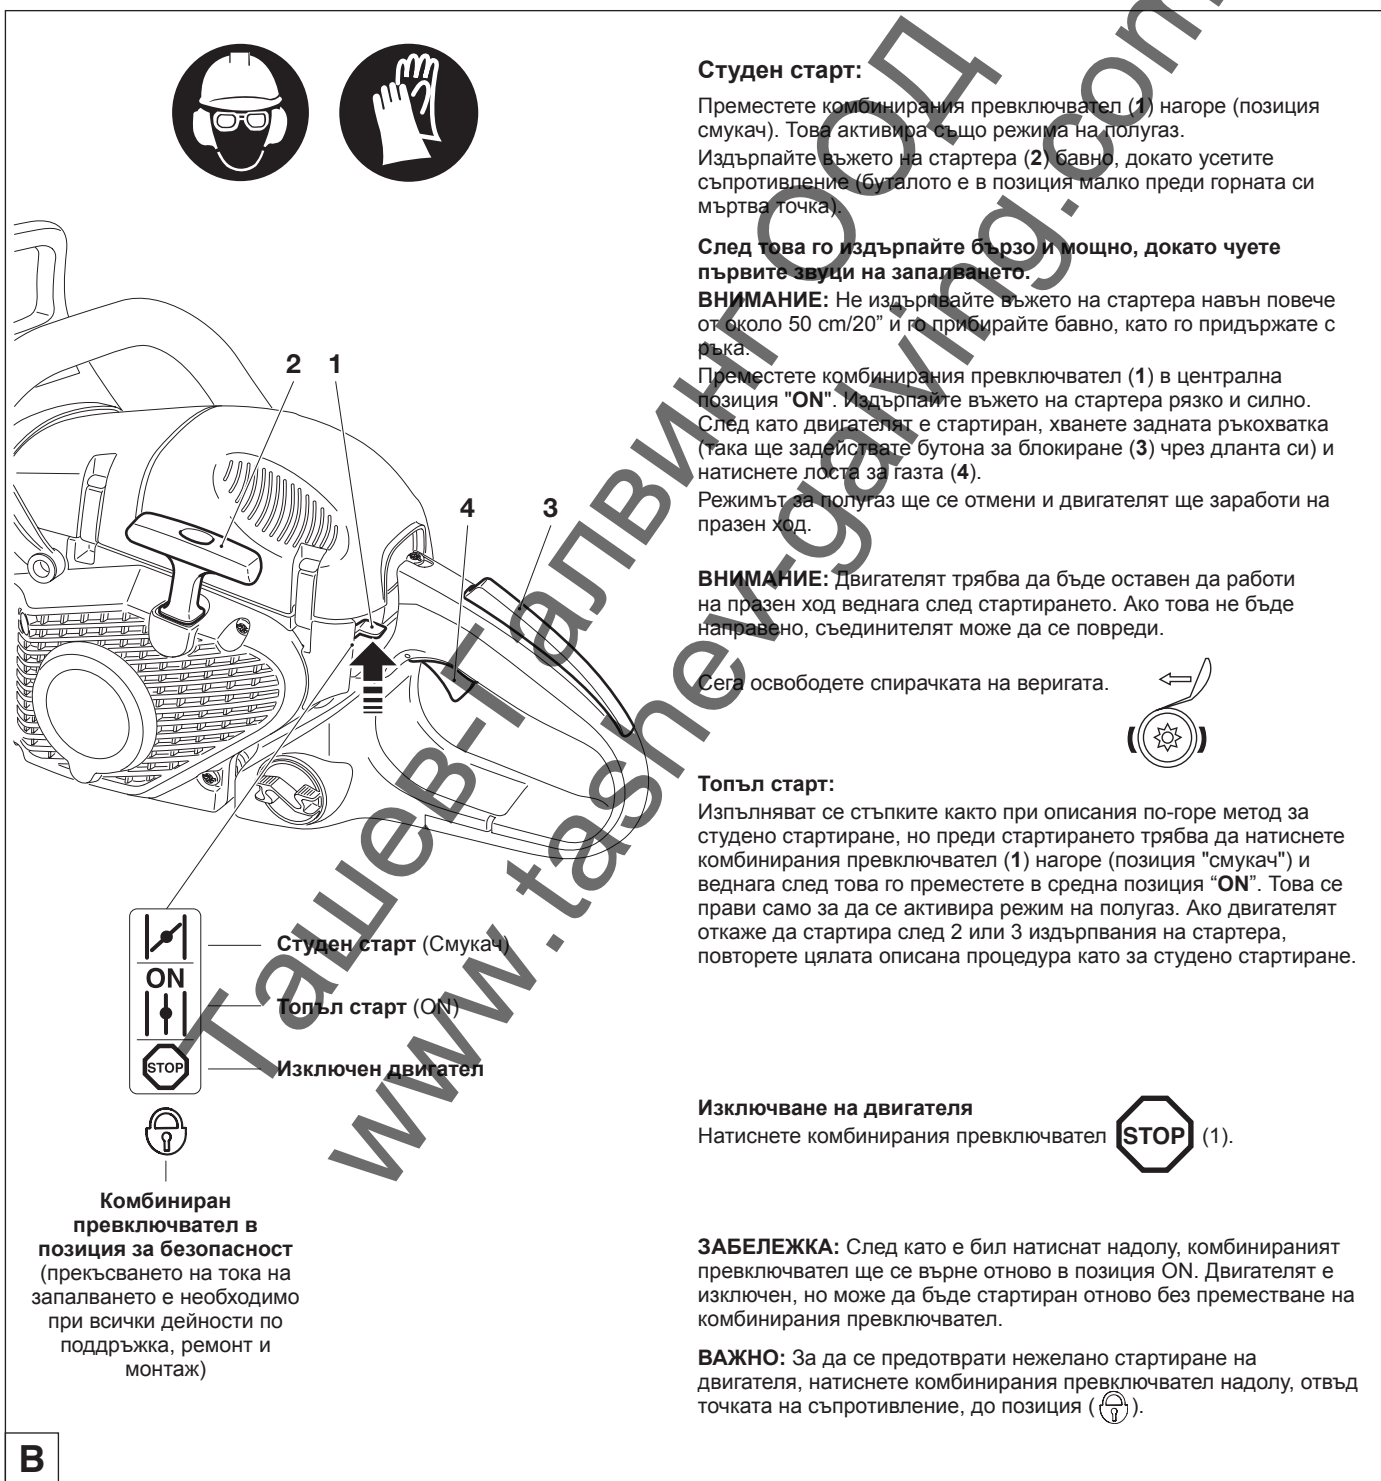 Студен старт:
Преместете комбинирания превключвател (1) нагоре (позиция
смукач). Това активира също режима на полугаз.
Издърпайте въжето на стартера (2) бавно, докато усетите
съпротивление (буталото е в позиция малко преди горната си
мъртва точка).
След това го издърпайте бързо и мощно, докато чуете
първите звуци на запалването.
ВНИМАНИЕ: Не издърпвайте въжето на стартера навън повече
от около 50 cm/20” и го прибирайте бавно, като го придържате с
ръка.
Преместете комбинирания превключвател (1) в централна
позиция "ON". Издърпайте въжето на стартера рязко и силно.
След като двигателят е стартиран, хванете задната ръкохватка
(така ще задействате бутона за блокиране (3) чрез дланта си) и
натиснете лоста за газта (4).
Режимът за полугаз ще се отмени и двигателят ще заработи на
празен ход.
ВНИМАНИЕ: Двигателят трябва да бъде оставен да работи
на празен ход веднага след стартирането. Ако това не бъде
направено, съединителят може да се повреди.
Сега освободете спирачката на веригата.
Топъл старт:
Изпълняват се стъпките както при описания по-горе метод за
студено стартиране, но преди стартирането трябва да натиснете
комбинирания превключвател (1) нагоре (позиция "смукач") и
веднага след това го преместете в средна позиция “ON”. Това се
прави само за да се активира режим на полугаз. Ако двигателят
откаже да стартира след 2 или 3 издърпвания на стартера,
повторете цялата описана процедура като за студено стартиране.
Изключване на двигателя
Натиснете комбинирания превключвател STOP (1).
ЗАБЕЛЕЖКА: След като е бил натиснат надолу, комбинираният
превключвател ще се върне отново в позиция ON. Двигателят е
изключен, но може да бъде стартиран отново без преместване на
комбинирания превключвател.
ВАЖНО: За да се предотврати нежелано стартиране на
двигателя, натиснете комбинирания превключвател надолу, отвъд
точката на съпротивление, до позиция ( ).
2 1
4 3
Студен старт (Смукач)
ON
Топъл старт (ON)
STOP
Изключен двигател
Комбиниран
превключвател в
позиция за безопасност
(прекъсването на тока на
запалването е необходимо
при всички дейности по
поддръжка, ремонт и
монтаж)
B
Ташев-Галвинг ООД
www.tashev-galving.com